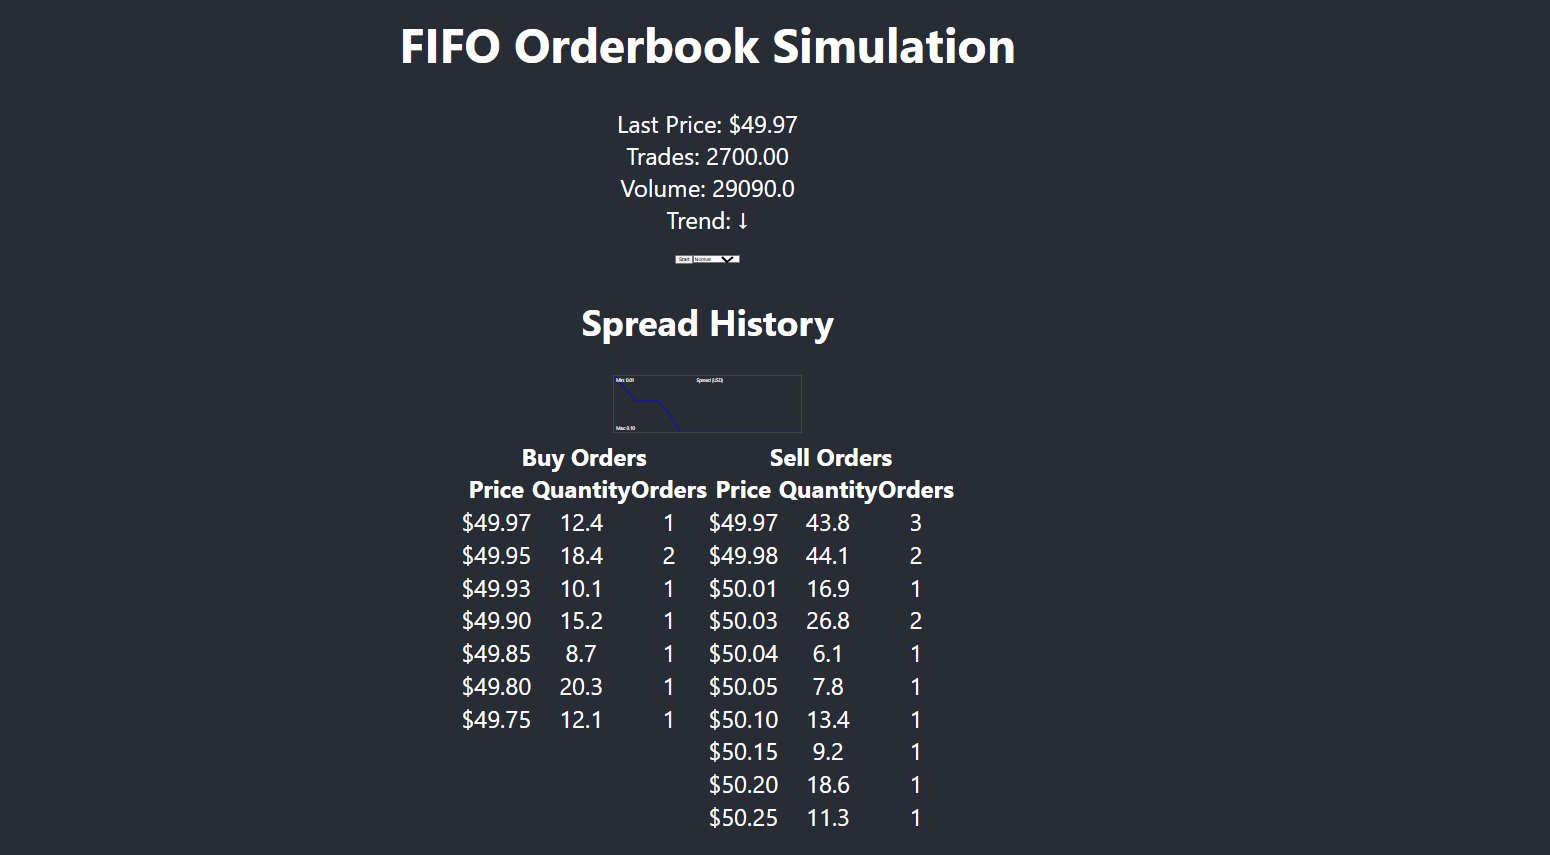 FIFO Orderbook Simulation
Last Price: $49.97
Trades: 2700.00
Volume: 29090.0
Trend: ↓
Start Normal
Spread History
Min: 0.01 Spread (USD)
Max: 0.10
Buy Orders Sell Orders
Price Quantity Orders Price Quantity Orders
$49.97 12.4 1 $49.97 43.8 3
$49.95 18.4 2 $49.98 44.1 2
$49.93 10.1 1 $50.01 16.9 1
$49.90 15.2 1 $50.03 26.8 2
$49.85 8.7 1 $50.04 6.1 1
$49.80 20.3 1 $50.05 7.8 1
$49.75 12.1 1 $50.10 13.4 1
$50.15 9.2 1
$50.20 18.6 1
$50.25 11.3 1